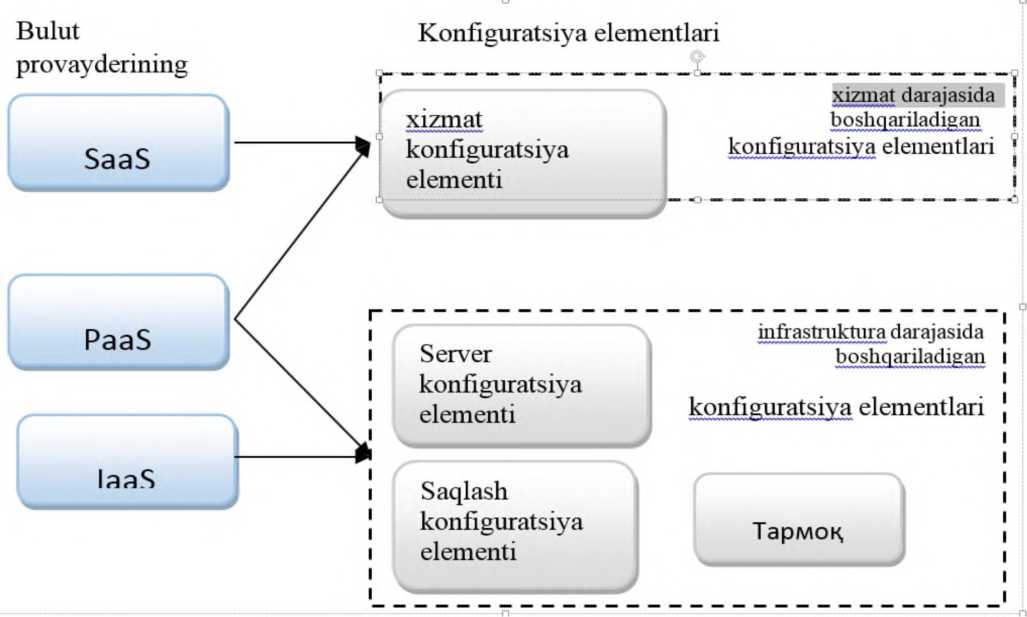 Bulut
provayderining
Konfiguratsiya elementlari
SaaS
xizmat
konfiguratsiya
elementi
xizmat darajasida
boshqariladigan
konfiguratsiya elementlari
PaaS
IaaS
Server
konfiguratsiya
elementi
infrastruktura darajasida
boshqariladigan
konfiguratsiya elementlari
Saqlash
konfiguratsiya
elementi
Тармоқ